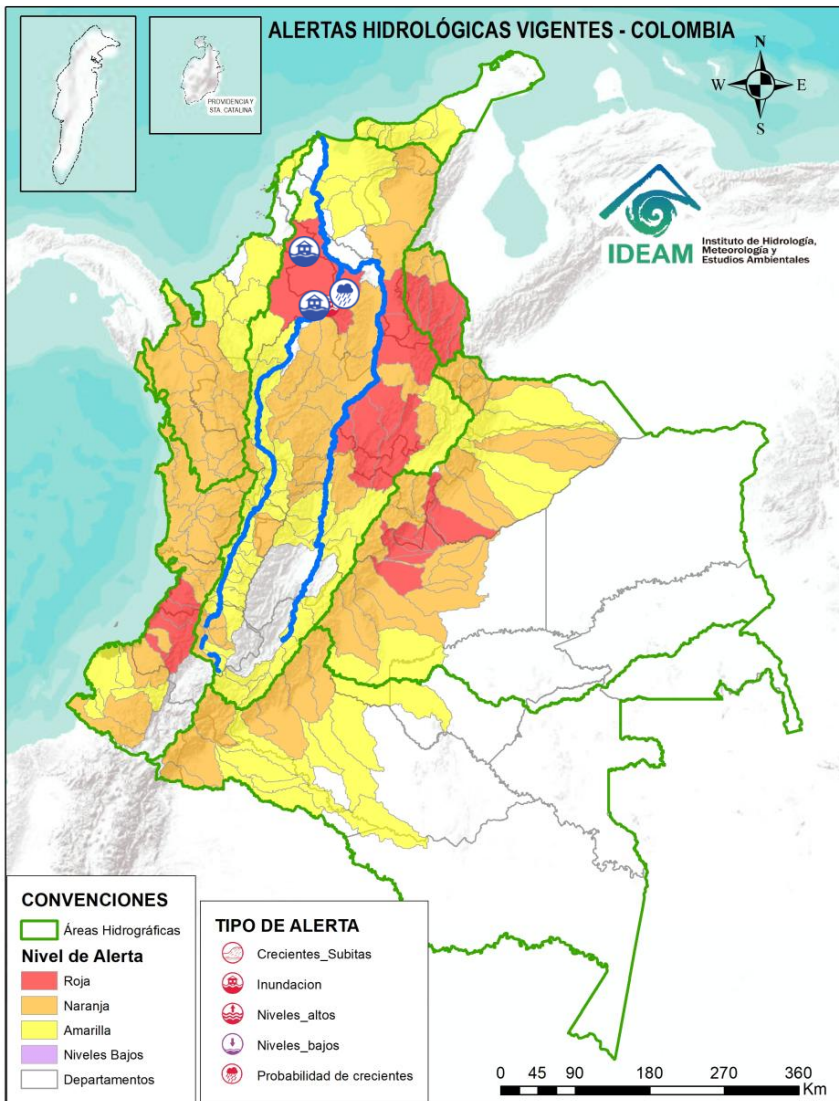 ALERTAS HIDROLÓGICAS VIGENTES - COLOMBIA
PROVIDENCIA Y
STA. CATALINA
N
W
E
S
IDEAM
Instituto de Hidrología,
Meteorología y
Estudios Ambientales
CONVENCIONES
Áreas Hidrográficas
Nivel de Alerta
Roja
Naranja
Amarilla
Niveles Bajos
Departamentos
TIPO DE ALERTA
Crecientes_Subitas
Inundacion
Niveles_altos
Niveles_bajos
Probabilidad de crecientes
0 45 90 180 270 360
Km